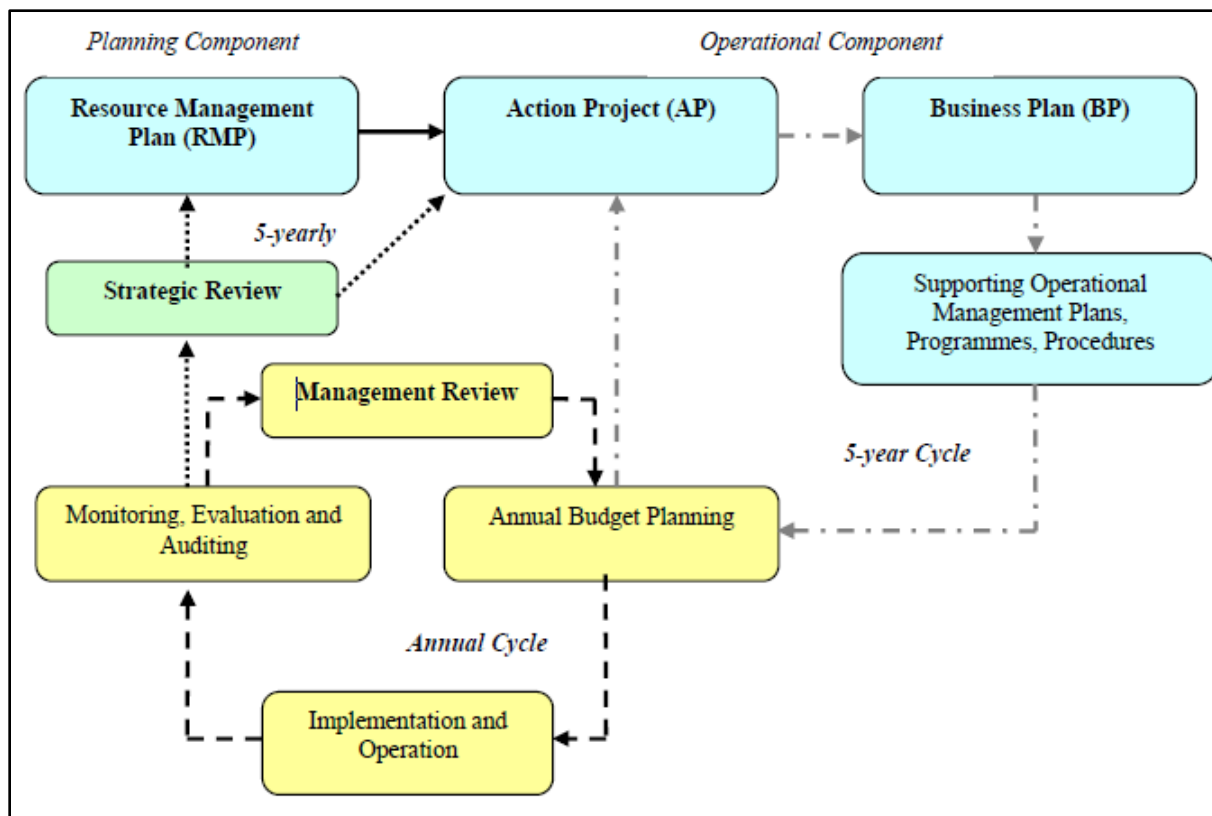 Planning Component
Operational Component
Resource Management
Plan (RMP)
Action Project (AP)
Business Plan (BP)
5-yearly
Strategic Review
Supporting Operational
Management Plans,
Programmes, Procedures
Management Review
5-year Cycle
Monitoring, Evaluation and
Auditing
Annual Budget Planning
Annual Cycle
Implementation and
Operation